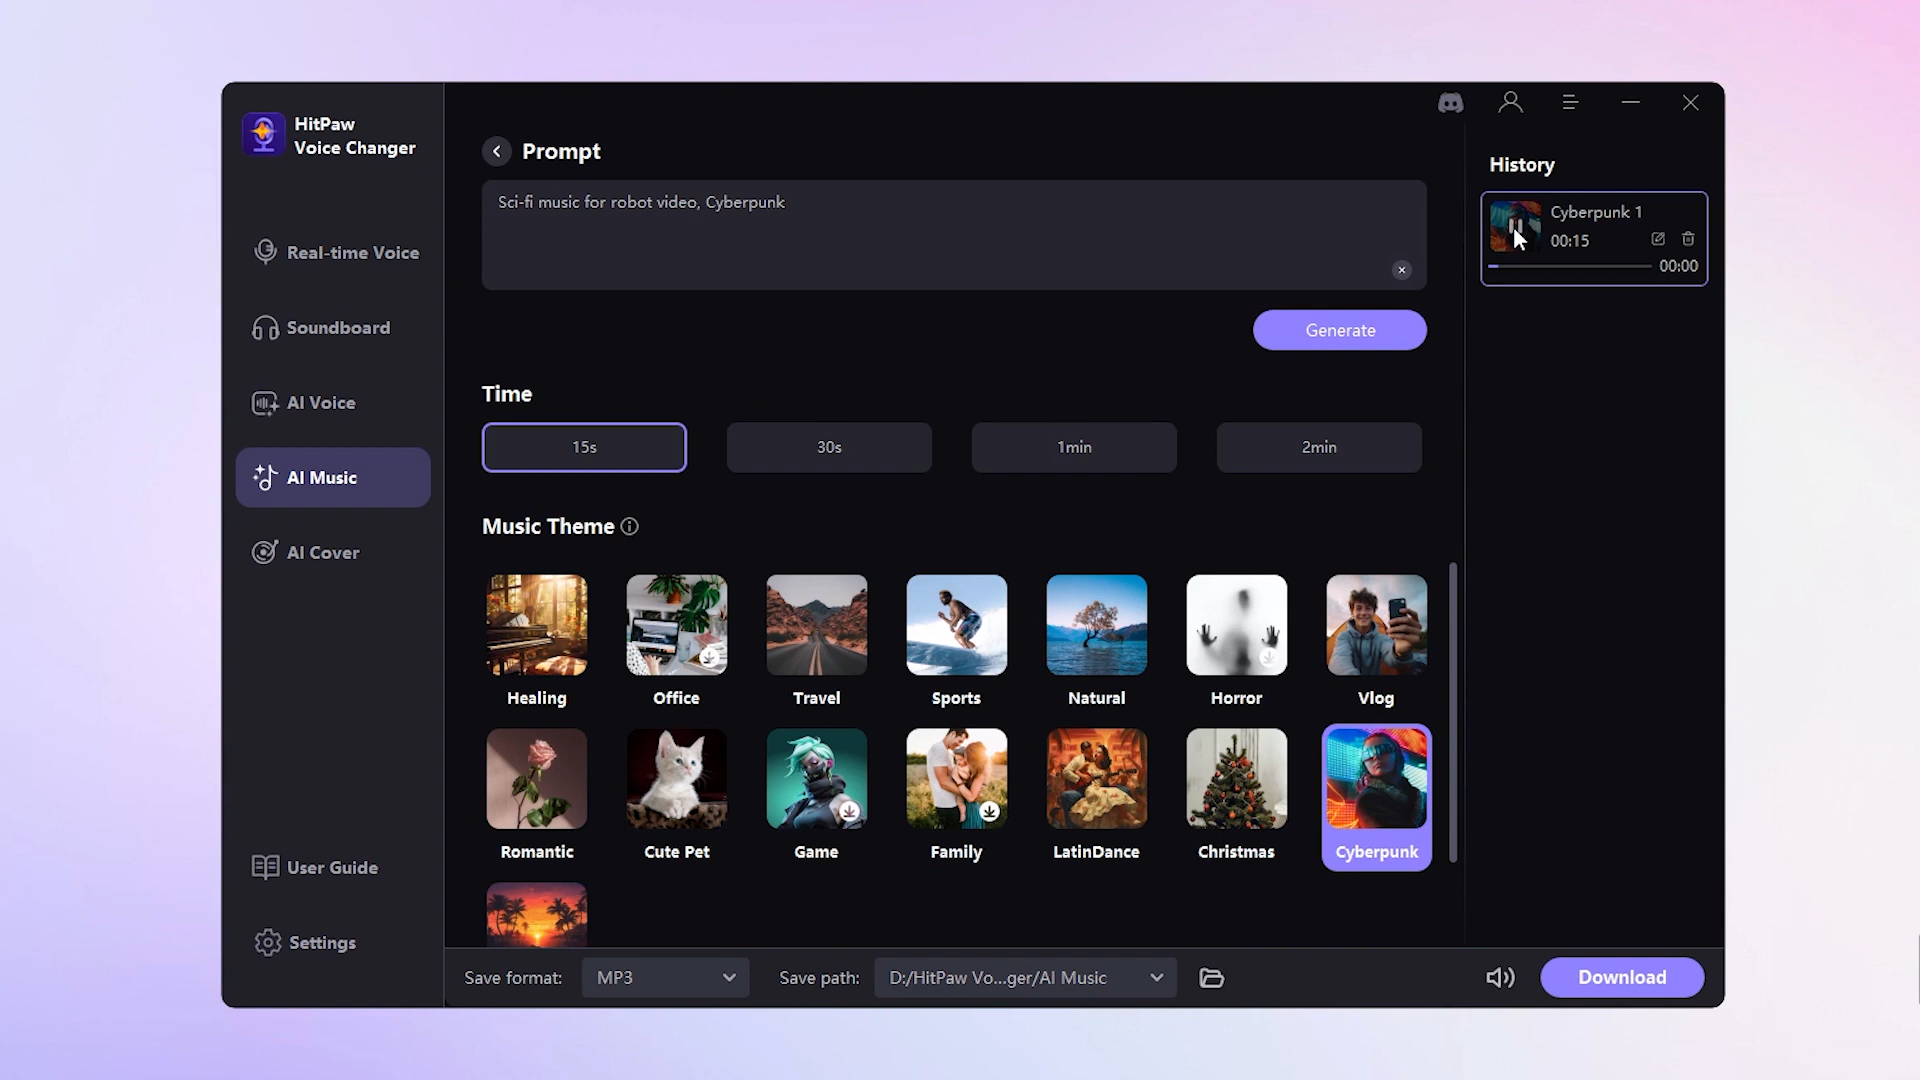 HitPaw
Voice Changer
Real-time Voice
Soundboard
AI Voice
AI Music
AI Cover
User Guide
Settings
Prompt
Sci-fi music for robot video, Cyberpunk
Generate
Time
15s
30s
1min
2min
Music Theme
Healing
Office
Travel
Sports
Natural
Horror
Vlog
Romantic
Cute Pet
Game
Family
LatinDance
Christmas
Cyberpunk
Save format:
MP3
Save path:
D:/HitPaw Vo...ger/AI Music
Download
History
Cyberpunk 1
00:15
00:00